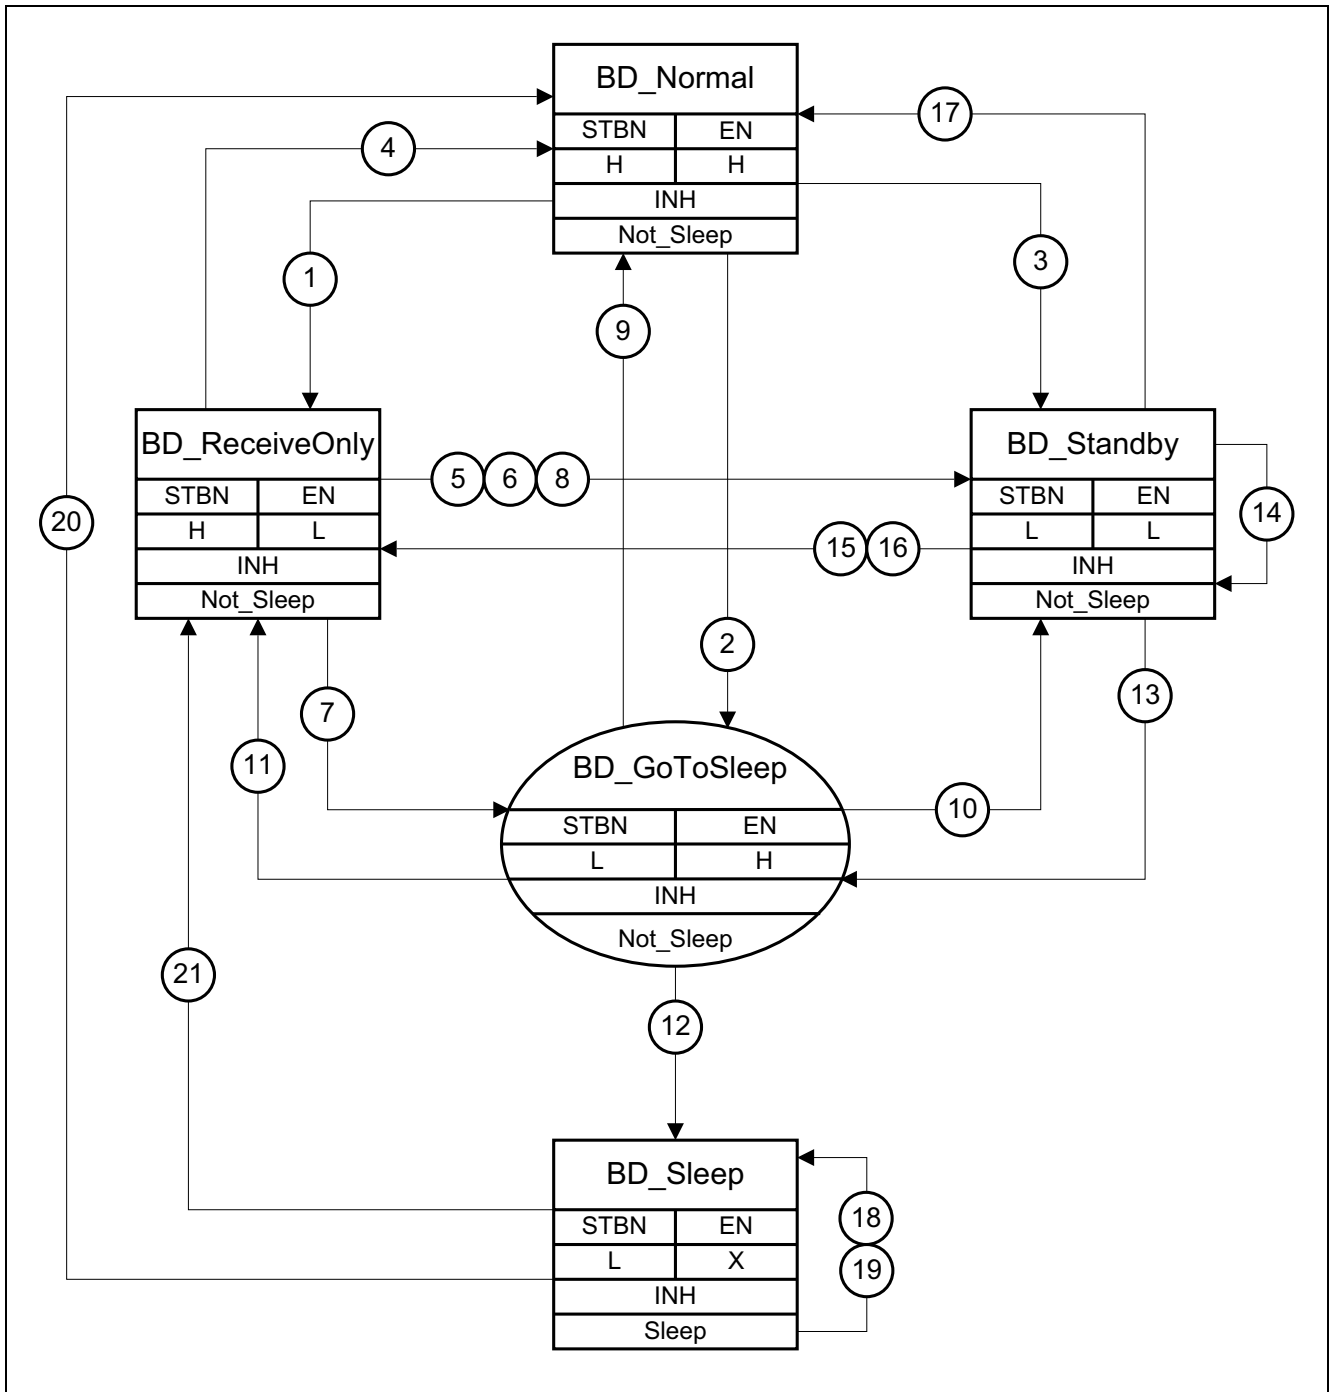 BD_Normal
17
STBN EN
4
H H
INH
Not_Sleep
3
1
9
BD_ReceiveOnly
BD_Standby
5 6 8
STBN EN
STBN EN
14
20
H L
L L
15 16
INH
INH
Not_Sleep
Not_Sleep
2
13
7
11
BD_GoToSleep
10
STBN EN
L H
INH
Not_Sleep
21
12
BD_Sleep
18
STBN EN
L X
19
INH
Sleep